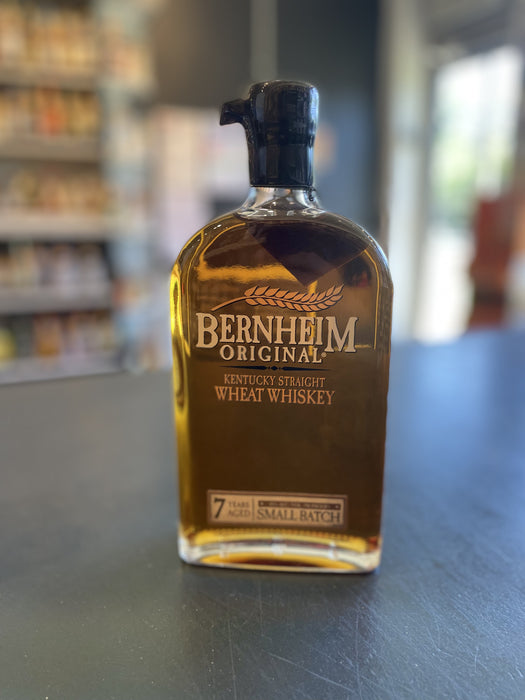 BERNHEIM
ORIGINAL®
KENTUCKY STRAIGHT
WHEAT WHISKEY
7 YEARS AGED
SMALL BATCH